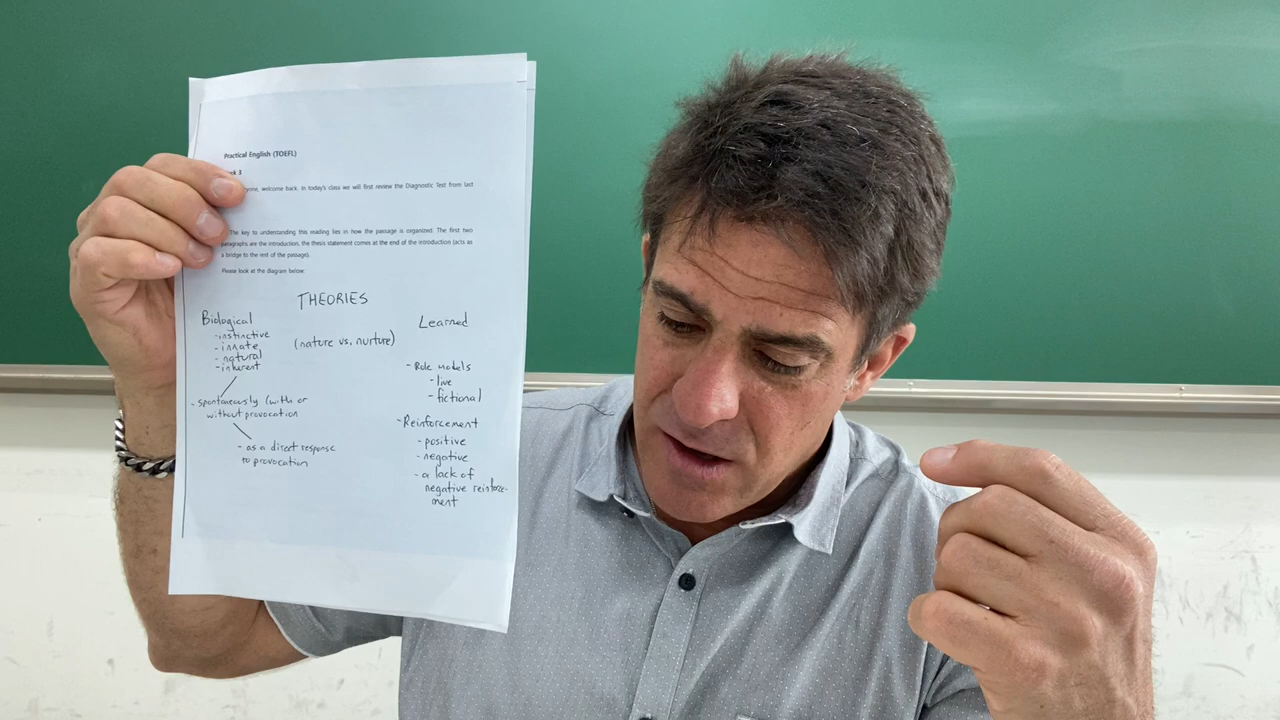 Practical English (TOEFL)
3
welcome back. In today's class we will first review the Diagnostic Test from last
The key to understanding this reading lies in how the passage is organized. The first two
paragraphs are the introduction, the thesis statement comes at the end of the introduction (acts as
a bridge to the rest of the passage).
Please look at the diagram below:
THEORIES
Biological
- instinctive
- innate
- natural
- inherent
(nature vs. nurture)
Learned
- spontaneously (with or
without provocation
- as a direct response
to provocation
- Role models
- live
- fictional
- Reinforcement
- positive
- negative
- a lack of
negative reinforce-
ment